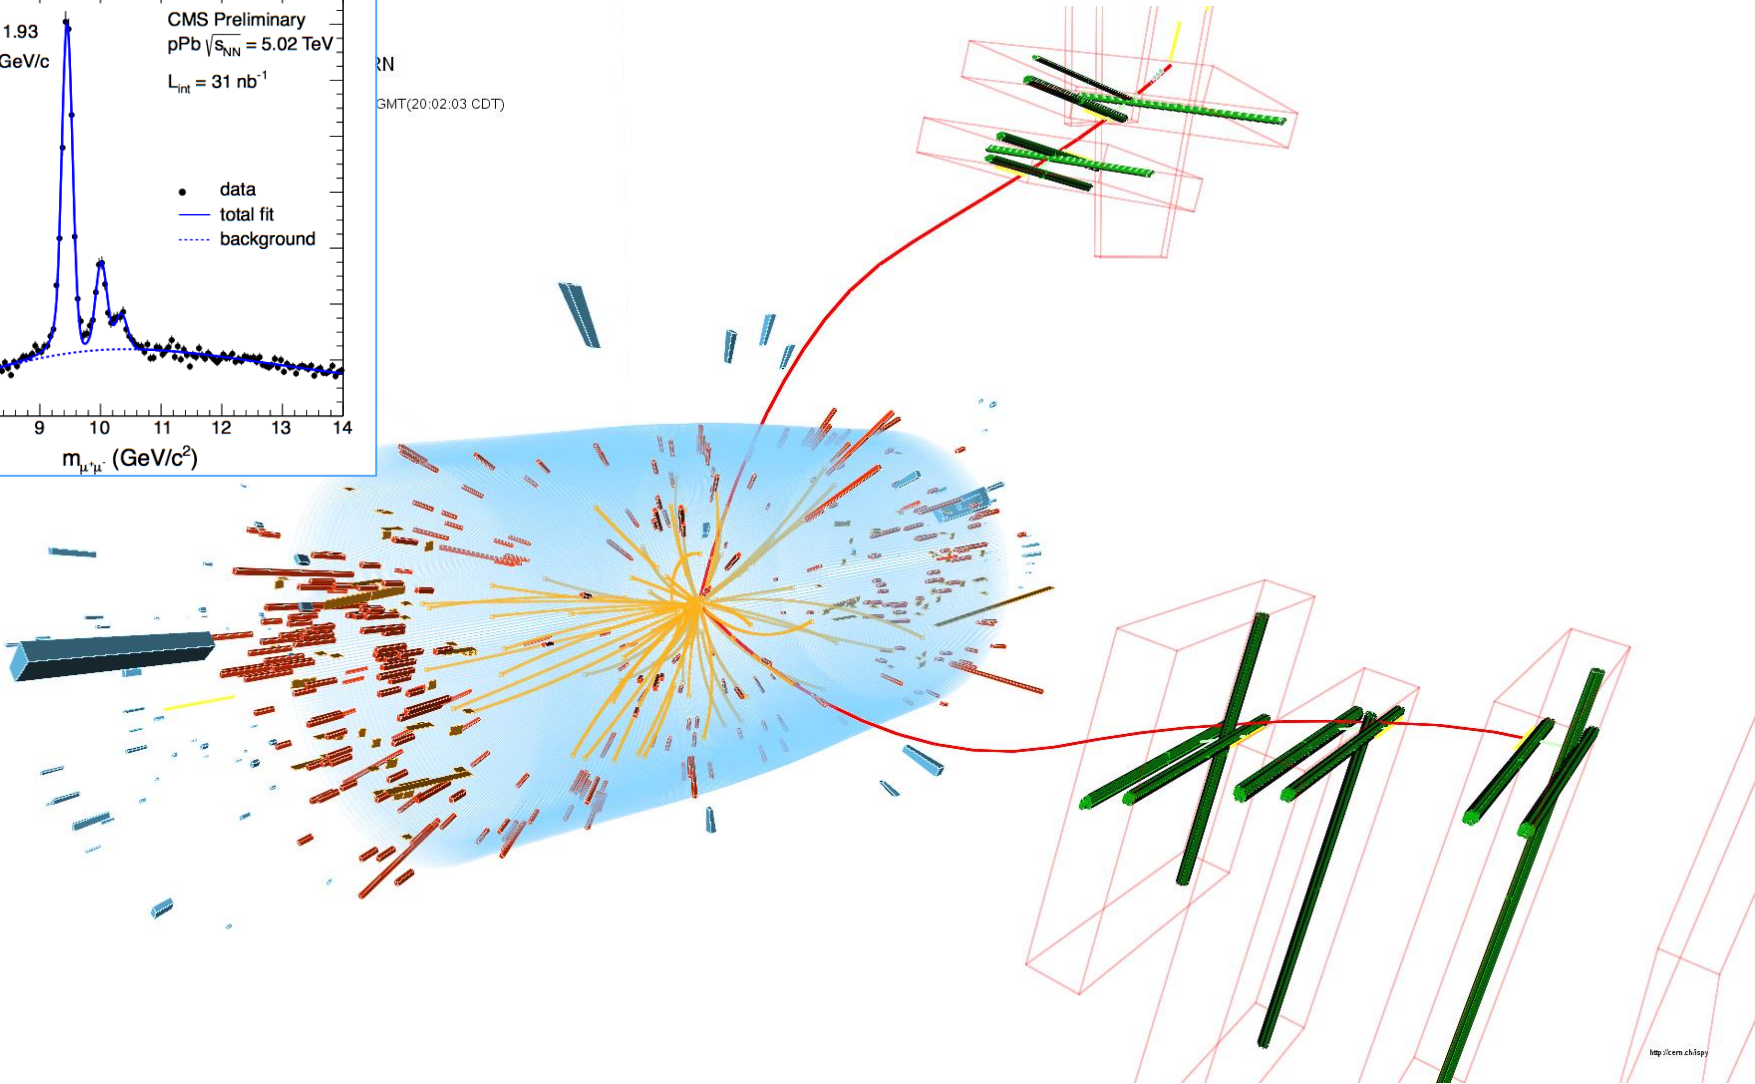 1.93
GeV/c
CMS Preliminary
pPb √sNN = 5.02 TeV
Lint = 31 nb-1
data
total fit
background
9 10 11 12 13 14
mμ+μ- (GeV/c2)
RN
GMT(20:02:03 CDT)
http://cern.ch/ispy